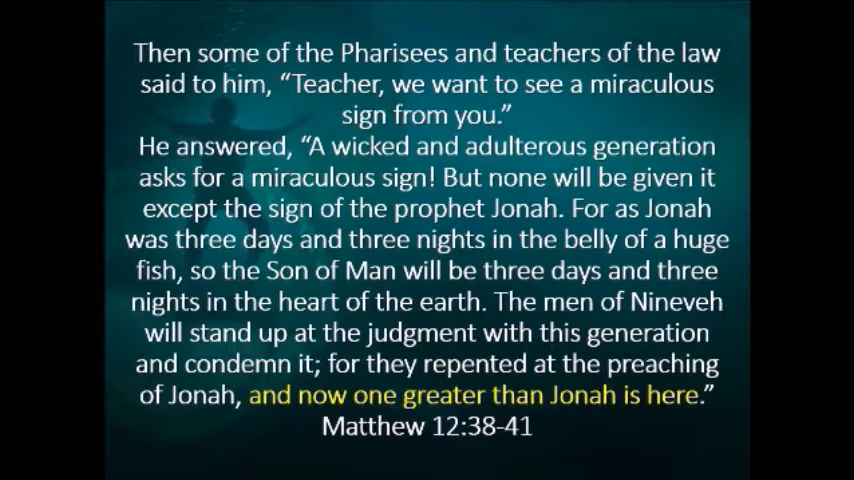 Then some of the Pharisees and teachers of the law
said to him, “Teacher, we want to see a miraculous
sign from you.”
He answered, “A wicked and adulterous generation
asks for a miraculous sign! But none will be given it
except the sign of the prophet Jonah. For as Jonah
was three days and three nights in the belly of a huge
fish, so the Son of Man will be three days and three
nights in the heart of the earth. The men of Nineveh
will stand up at the judgment with this generation
and condemn it; for they repented at the preaching
of Jonah, and now one greater than Jonah is here.”
Matthew 12:38-41